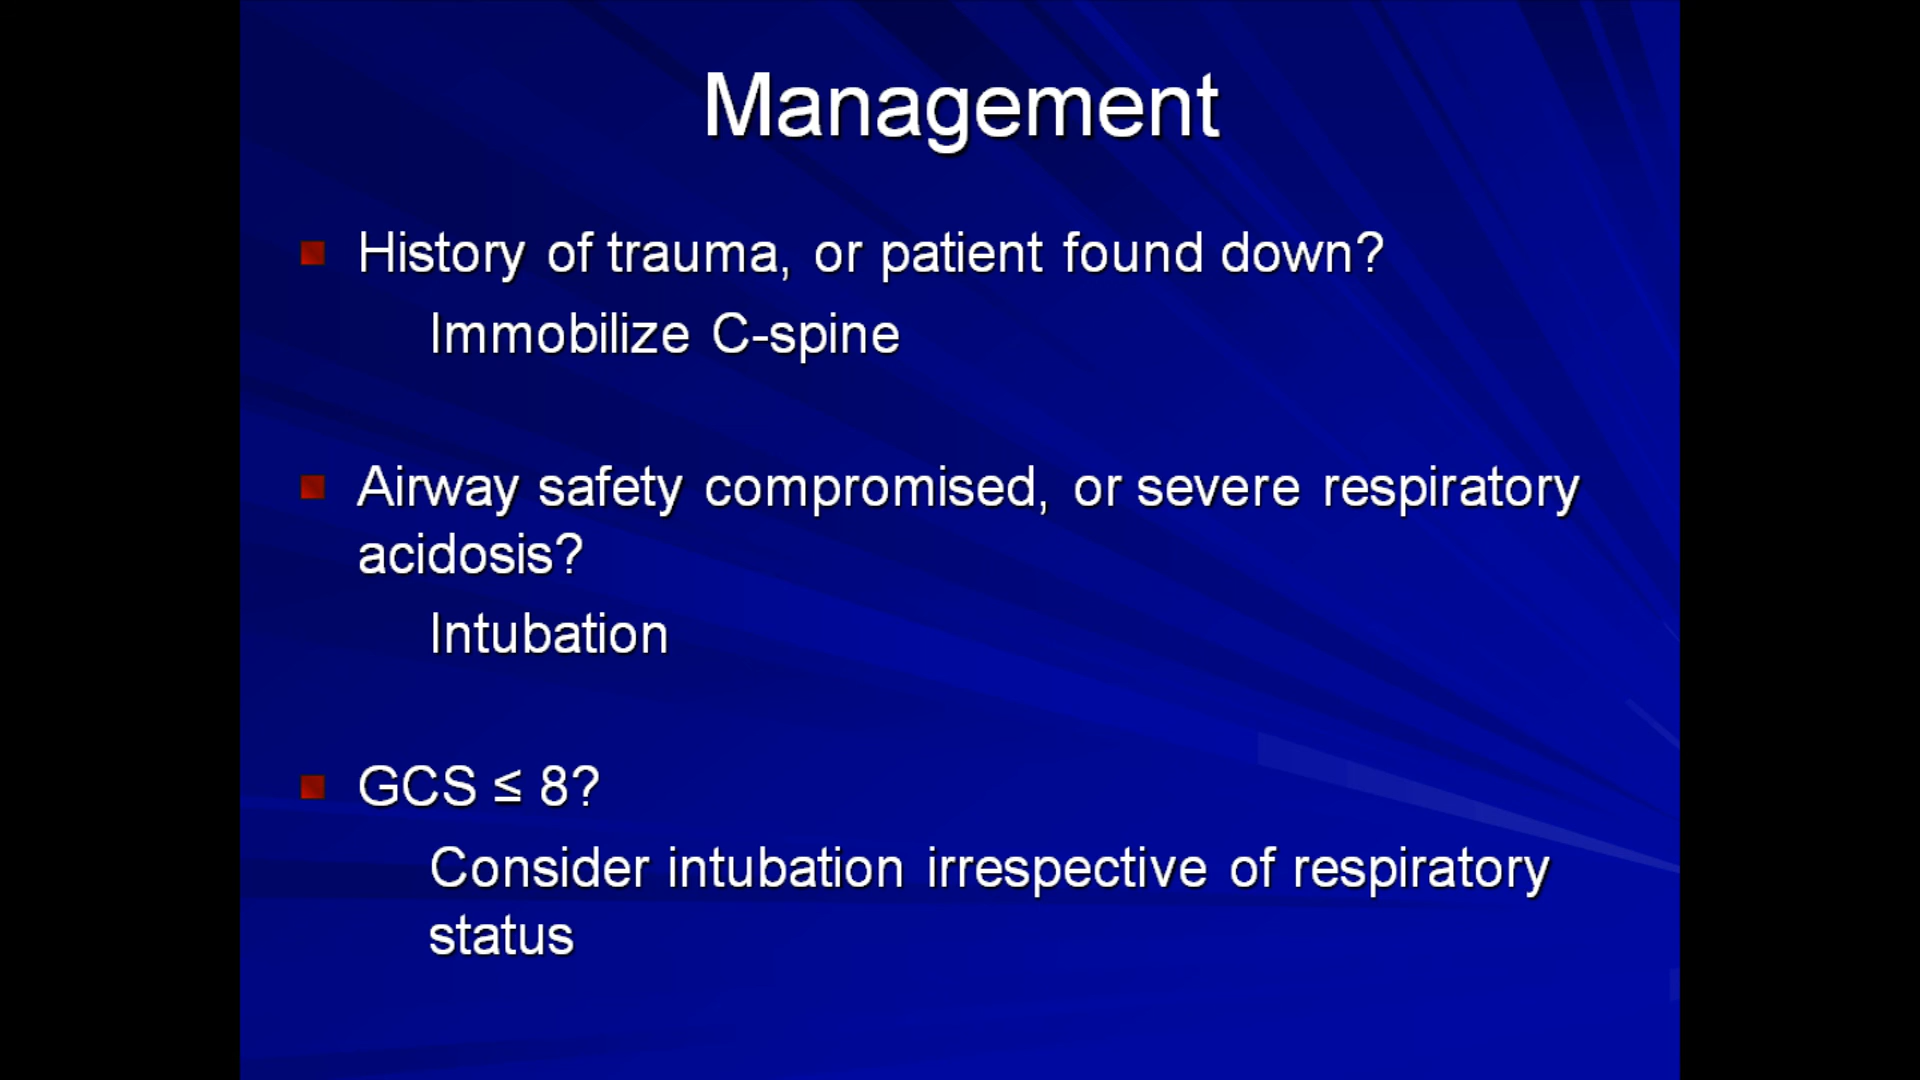 Management
History of trauma, or patient found down?
Immobilize C-spine
Airway safety compromised, or severe respiratory
acidosis?
Intubation
GCS ≤ 8?
Consider intubation irrespective of respiratory
status